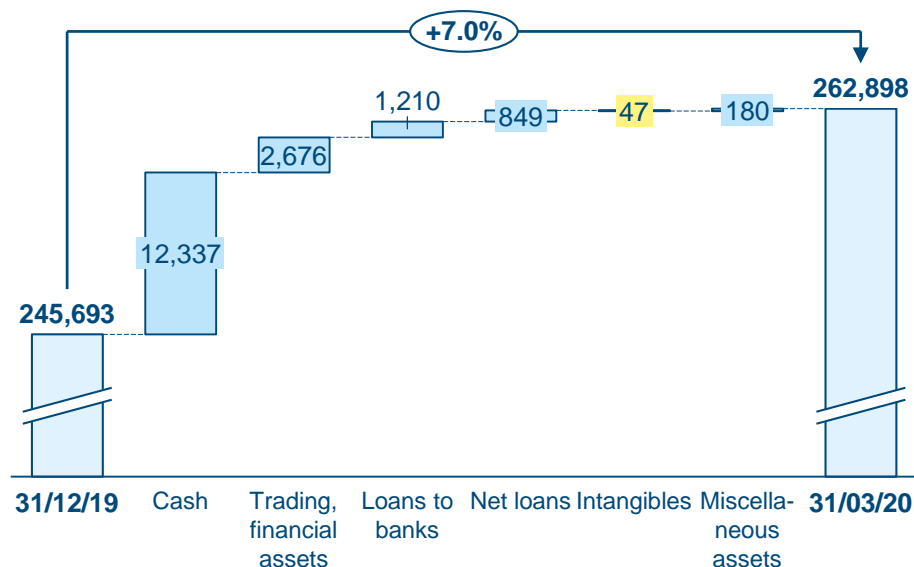 +7.0%
262,898
1,210
849
47
180
2,676
12,337
245,693
31/12/19
Cash
Trading,
financial
assets
Loans to
banks
Net loans
Intangibles
Miscella-
neous
assets
31/03/20